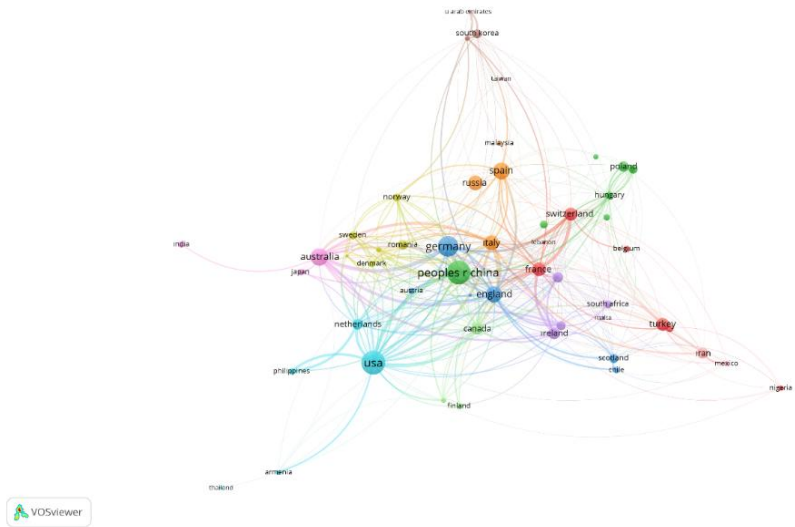 u arab emirates
south korea
taiwan
malaysia
spain
poland
russia
hungary
norway
switzerland
sweden
romania
germany
italy
lebanon
belgium
india
australia
denmark
japan
peoples r china
france
austria
england
south africa
malta
netherlands
canada
ireland
turkey
usa
scotland
iran
chile
mexico
philippines
nigeria
finland
armenia
thailand
VOSviewer